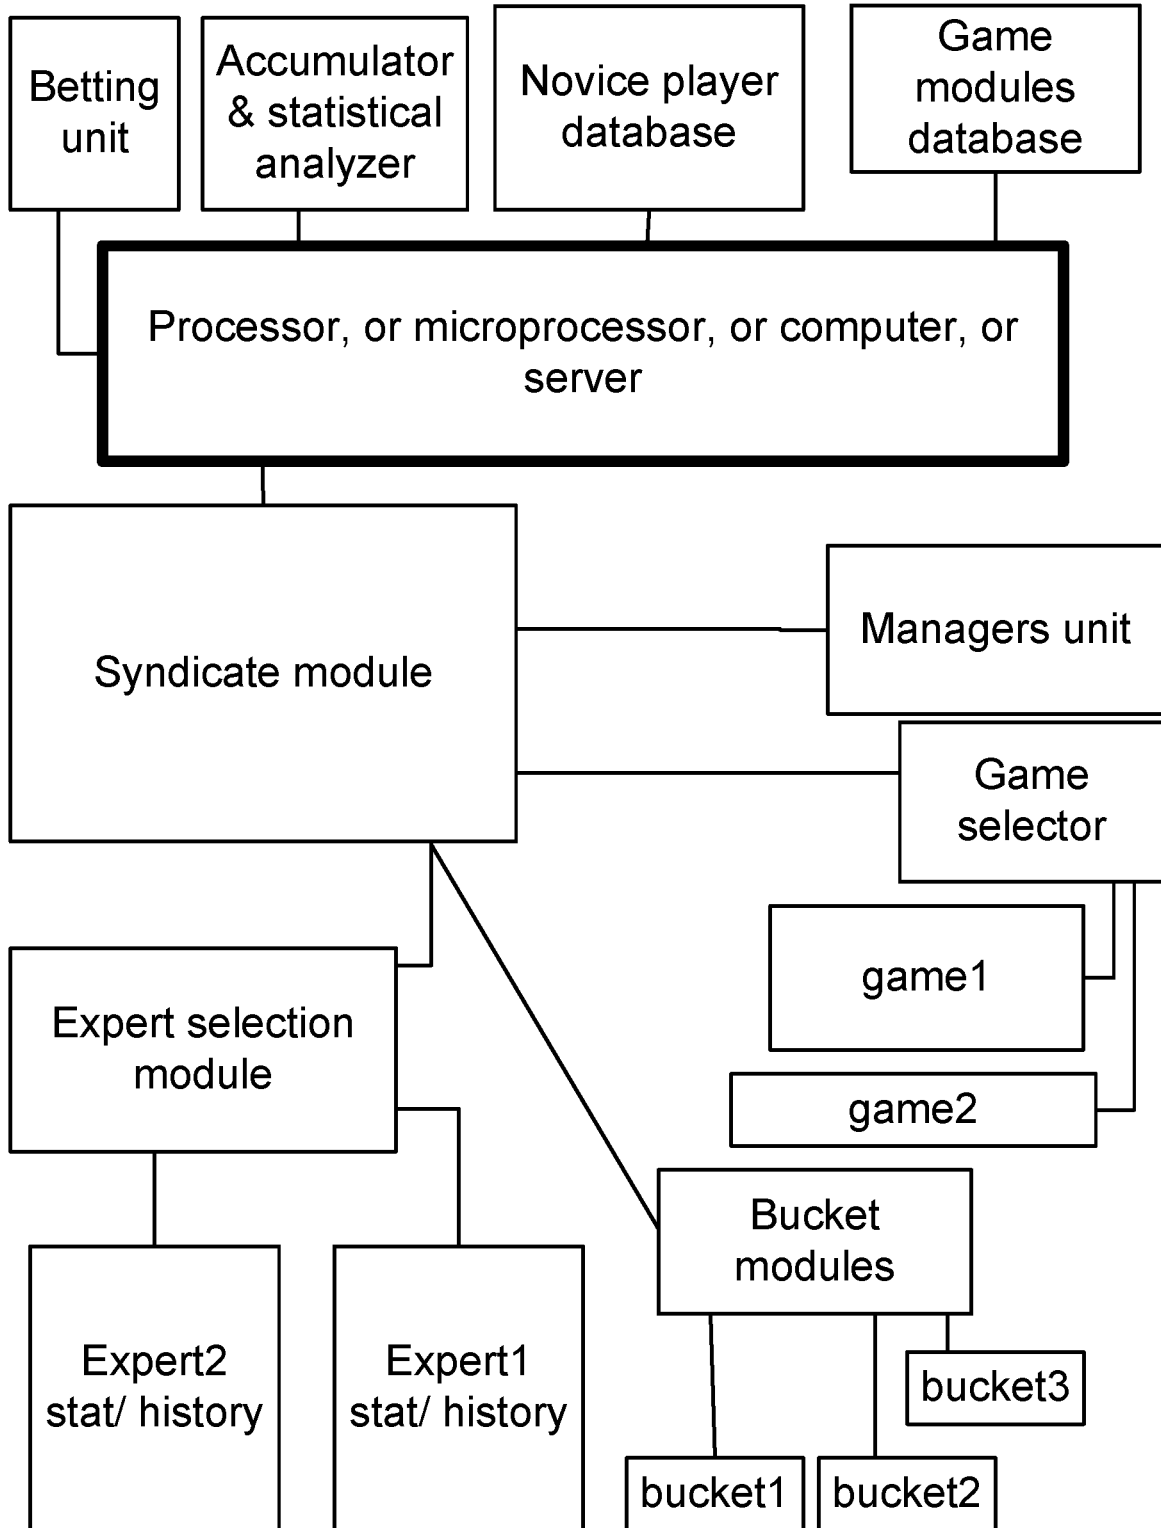 Betting
unit
Accumulator
& statistical
analyzer
Novice player
database
Game
modules
database
Processor, or microprocessor, or computer, or
server
Syndicate module
Managers unit
Game
selector
game1
game2
Expert selection
module
Bucket
modules
Expert2
stat/ history
Expert1
stat/ history
bucket3
bucket1
bucket2